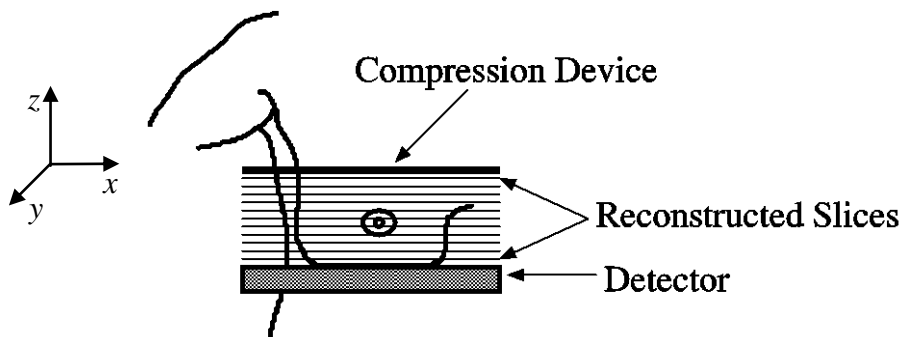 Compression Device
z
x
y
Reconstructed Slices
Detector